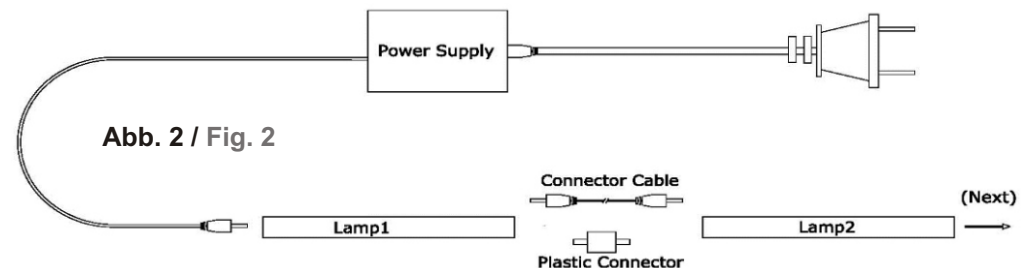 Power Supply
Abb. 2 / Fig. 2
Connector Cable
(Next)
Lamp1
Lamp2
Plastic Connector